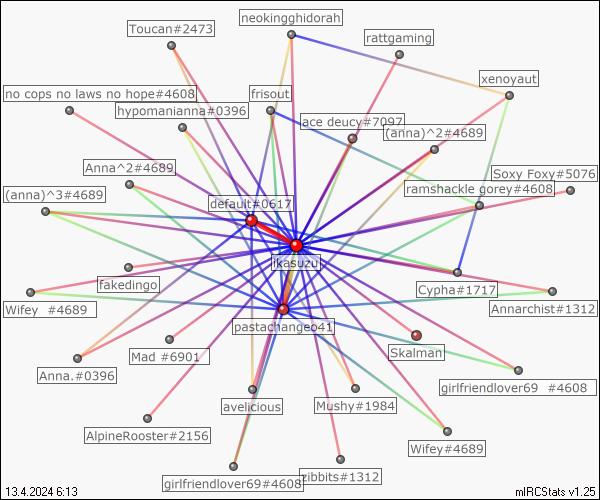 neokingghidorah
Toucan#2473
rattgaming
xenoyaut
no cops no laws no hope#4608
frisout
hypomanianna#0396
ace deucy#7097
(anna)^2#4689
Anna^2#4689
Soxy Foxy#5076
(anna)^3#4689
ramshackle gorey#4608
default#0617
ikasuzu
fakedingo
Cypha#1717
Wifey #4689
Annarchist#1312
pastachangeo41
Mad #6901
Skalman
Anna.#0396
girlfriendlover69 #4608
avelicious
Mushy#1984
AlpineRooster#2156
Wifey#4689
zibbits#1312
girlfriendlover69#4608
13.4.2024 6:13
mIRCStats v1.25